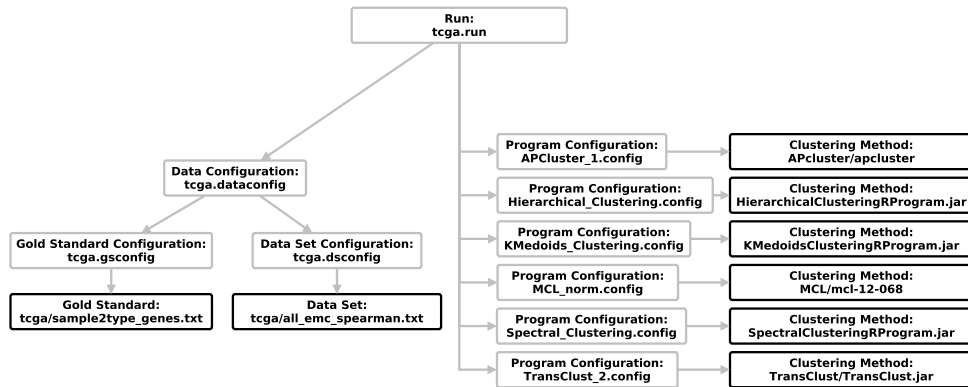 Run:
tcga.run
Program Configuration:
APCluster_1.config
Clustering Method:
APcluster/apcluster
Data Configuration:
tcga.dataconfig
Program Configuration:
Hierarchical_Clustering.config
Clustering Method:
HierarchicalClusteringRProgram.jar
Gold Standard Configuration:
tcga.gsconfig
Data Set Configuration:
tcga.dsconfig
Program Configuration:
KMedoids_Clustering.config
Clustering Method:
KMedoidsClusteringRProgram.jar
Program Configuration:
MCL_norm.config
Clustering Method:
MCL/mcl-12-068
Gold Standard:
tcga/sample2type_genes.txt
Data Set:
tcga/all_emc_spearman.txt
Program Configuration:
Spectral_Clustering.config
Clustering Method:
SpectralClusteringRProgram.jar
Program Configuration:
TransClust_2.config
Clustering Method:
TransClust/TransClust.jar